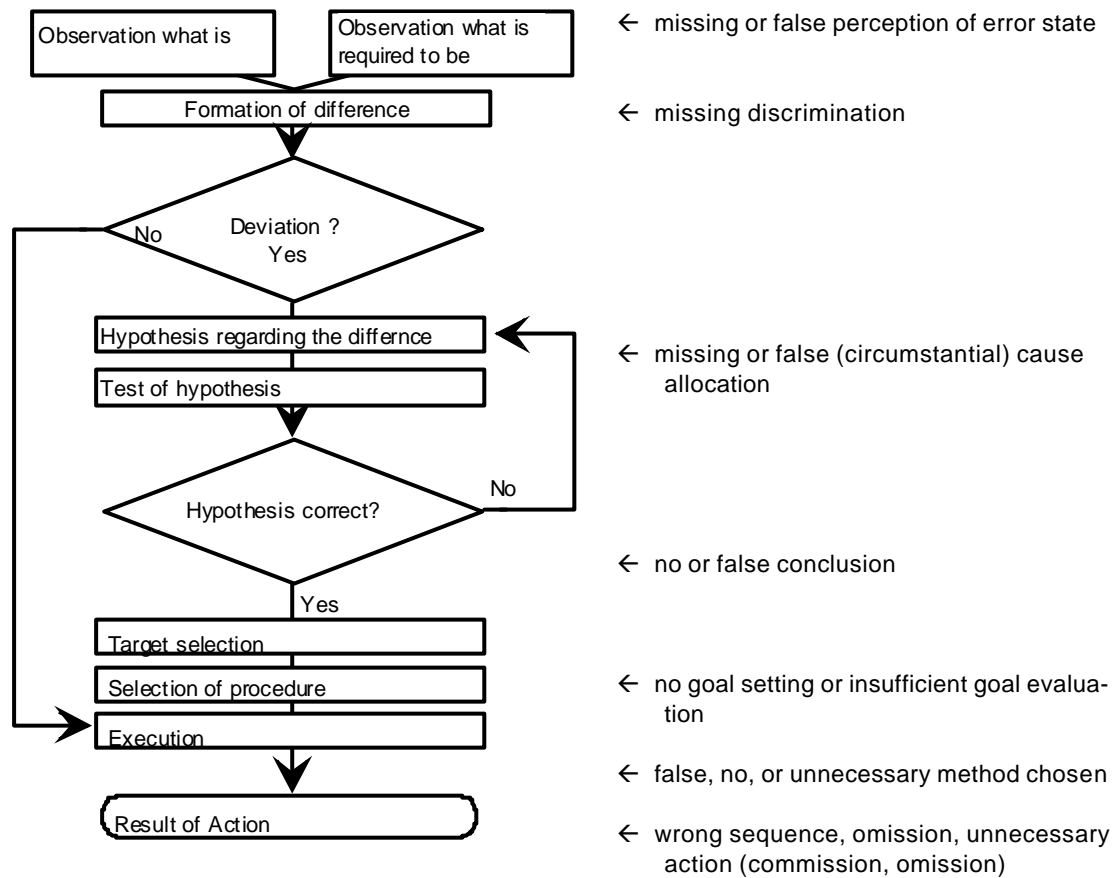 Observation what is
Observation what is
required to be
← missing or false perception of error state
Formation of difference
← missing discrimination
Deviation ?
No
Yes
Hypothesis regarding the differnce
← missing or false (circumstantial) cause
allocation
Test of hypothesis
No
Hypothesis correct?
← no or false conclusion
Yes
Target selection
Selection of procedure
← no goal setting or insufficient goal evalua-
tion
Execution
← false, no, or unnecessary method chosen
Result of Action
← wrong sequence, omission, unnecessary
action (commission, omission)